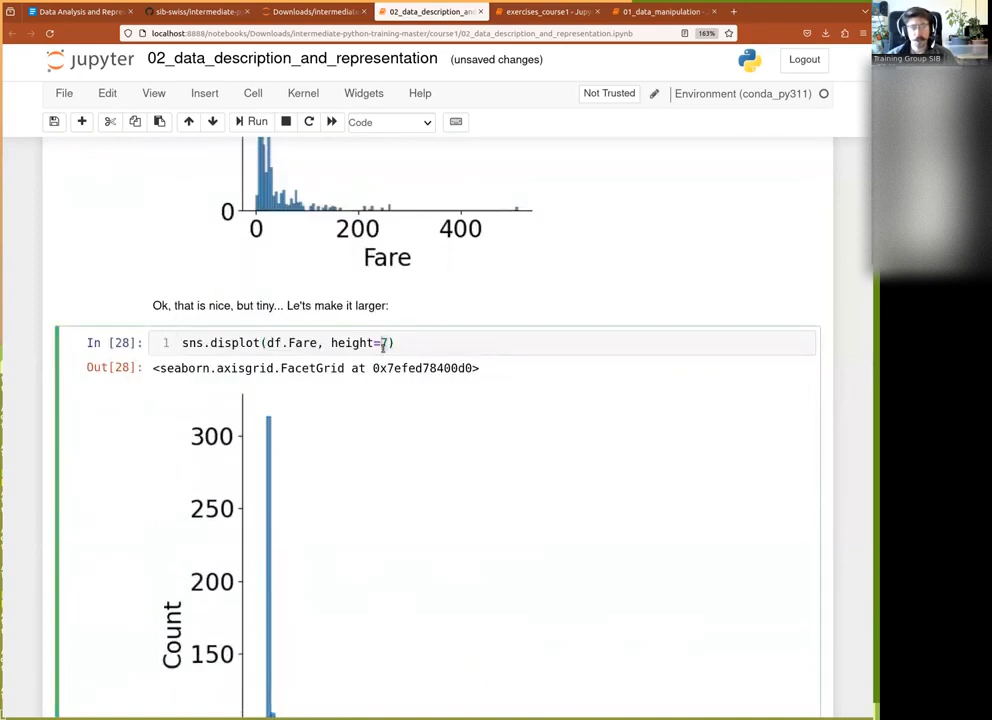 Data Analysis and Repre
sib-swiss/intermediate-p
Downloads/intermediate
02_data_description_an
exercises_course1 - Jupy
01_data_manipulation - J
localhost:8888/notebooks/Downloads/intermediate-python-training-master/course1/02_data_description_and_representation.ipynb
163%
Training Group SIB
jupyter
02_data_description_and_representation
(unsaved changes)
Logout
File Edit View Insert Cell Kernel Widgets Help
Not Trusted
Environment (conda_py311)
Run
Code
0
0 200 400
Fare
Ok, that is nice, but tiny... Le'ts make it larger:
In [28]: 1 sns.displot(df.Fare, height=7)
Out[28]: <seaborn.axisgrid.FacetGrid at 0x7efed78400d0>
300
250
200
150
Count